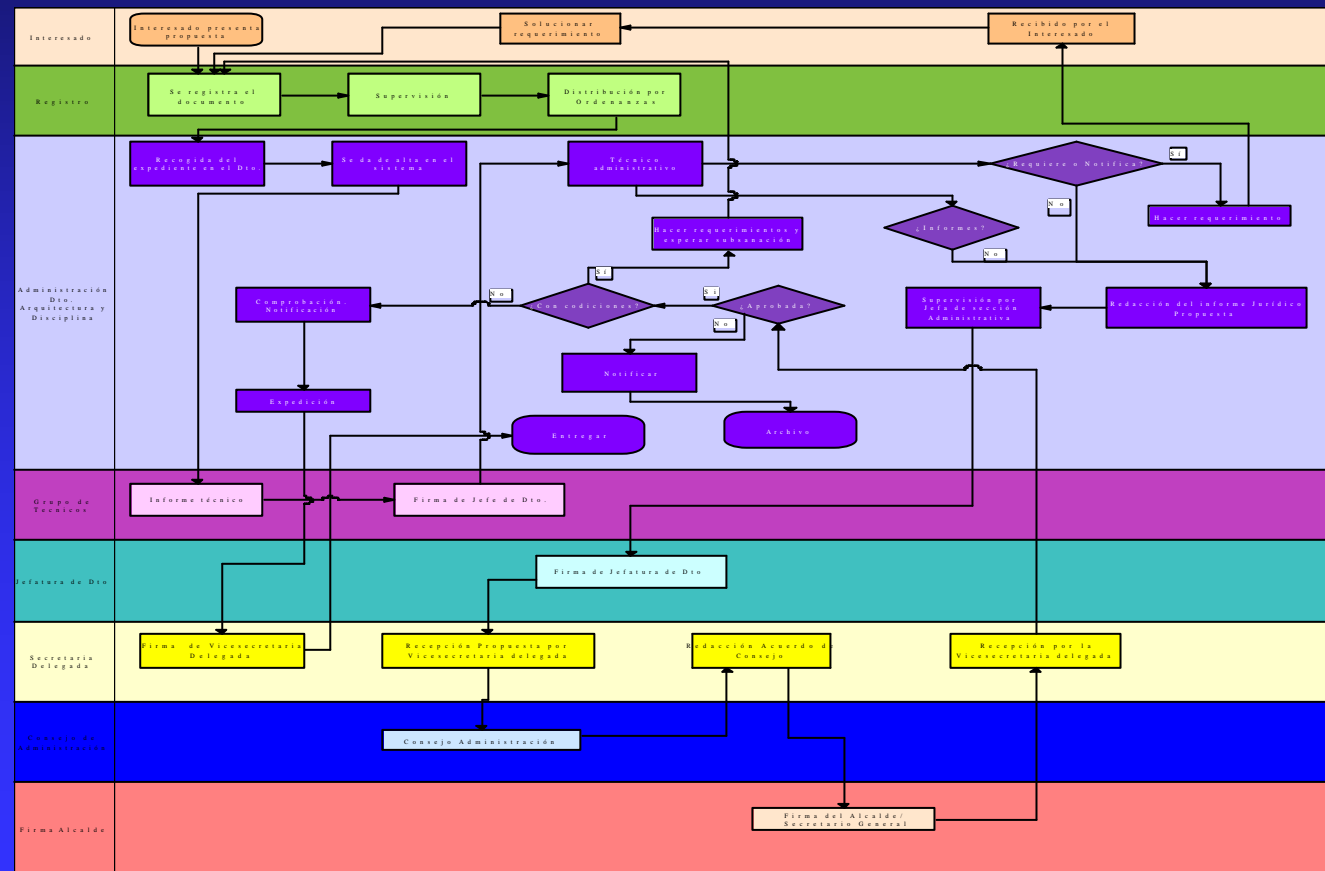 Interesado
Interesado presenta
propuesta
Solucionar
requerimiento
Recibido por el
Interesado
Registro
Se registra el
documento
Supervisión
Distribución por
Ordenanzas
Administración
Dto.
Arquitectura y
Disciplina
Recogida del
expediente en el Dto.
Se da de alta en el
sistema
Técnico
administrativo
¿Requiere o Notifica?
Sí
No
Hacer requerimiento
Hacer requerimientos y
esperar subsanación
¿Informes?
No
Sí
Comprobación.
Notificación
No
¿Con codiciones?
Sí
¿Aprobada?
No
Supervisión por
Jefa de sección
Administrativa
Redacción del informe Jurídico
Propuesta
Notificar
Expedición
Entregar
Archivo
Grupo de
Tecnicos
Informe técnico
Firma de Jefe de Dto.
Jefatura de Dto
Firma de Jefatura de Dto
Secretaria
Delegada
Firma de Vicesecretaria
Delegada
Recepción Propuesta por
Vicesecretaria delegada
Redacción Acuerdo de
Consejo
Recepción por la
Vicesecretaria delegada
Consejo de
Administración
Consejo Administración
Firma Alcalde
Firma del Alcalde/
Secretario General